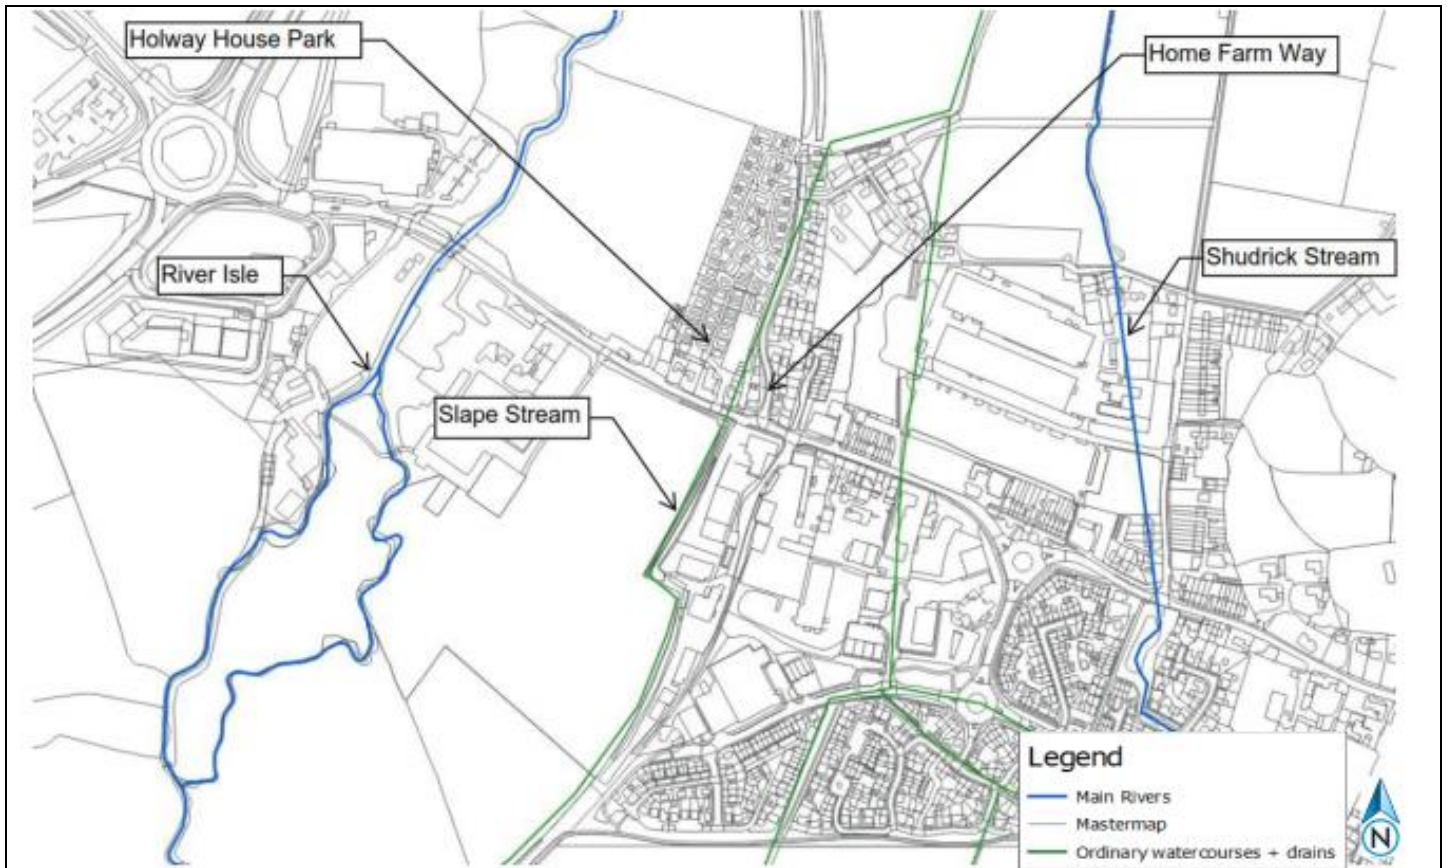 Holway House Park
Home Farm Way
River Isle
Shudrick Stream
Slape Stream
Legend
Main Rivers
Mastermap
Ordinary watercourses + drains
N